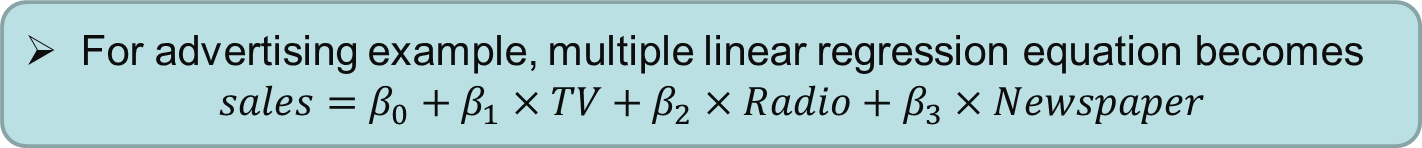 ➢ For advertising example, multiple linear regression equation becomes
𝑠𝑎𝑙𝑒𝑠 = 𝛽₀ + 𝛽₁ × 𝑇𝑉 + 𝛽₂ × 𝑅𝑎𝑑𝑖𝑜 + 𝛽₃ × 𝑁𝑒𝑤𝑠𝑝𝑎𝑝𝑒𝑟